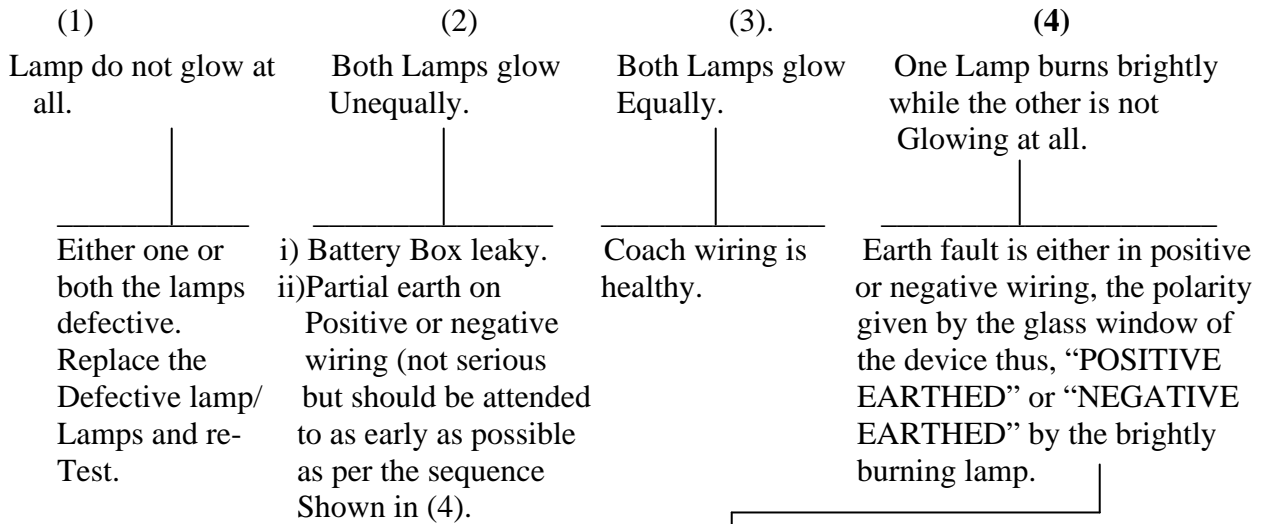 (1)
Lamp do not glow at
all.
Either one or
both the lamps
defective.
Replace the
Defective lamp/
Lamps and re-
Test.
(2)
Both Lamps glow
Unequally.
i) Battery Box leaky.
ii)Partial earth on
Positive or negative
wiring (not serious
but should be attended
to as early as possible
as per the sequence
Shown in (4).
(3).
Both Lamps glow
Equally.
Coach wiring is
healthy.
(4)
One Lamp burns brightly
while the other is not
Glowing at all.
Earth fault is either in positive
or negative wiring, the polarity
given by the glass window of
the device thus, “POSITIVE
EARTHED” or “NEGATIVE
EARTHED” by the brightly
burning lamp.